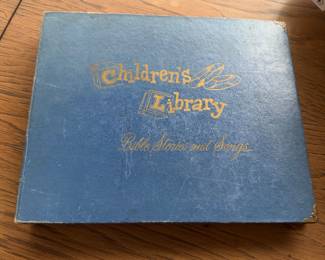 Children's
Library
Bible Stories and Songs